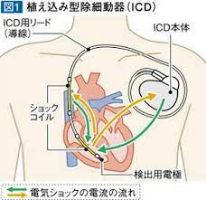 図1 植え込み型除細動器(ICD)
ICD用リード
(導線)
ICD本体
ショック
コイル
検出用電極
電気ショックの電流の流れ